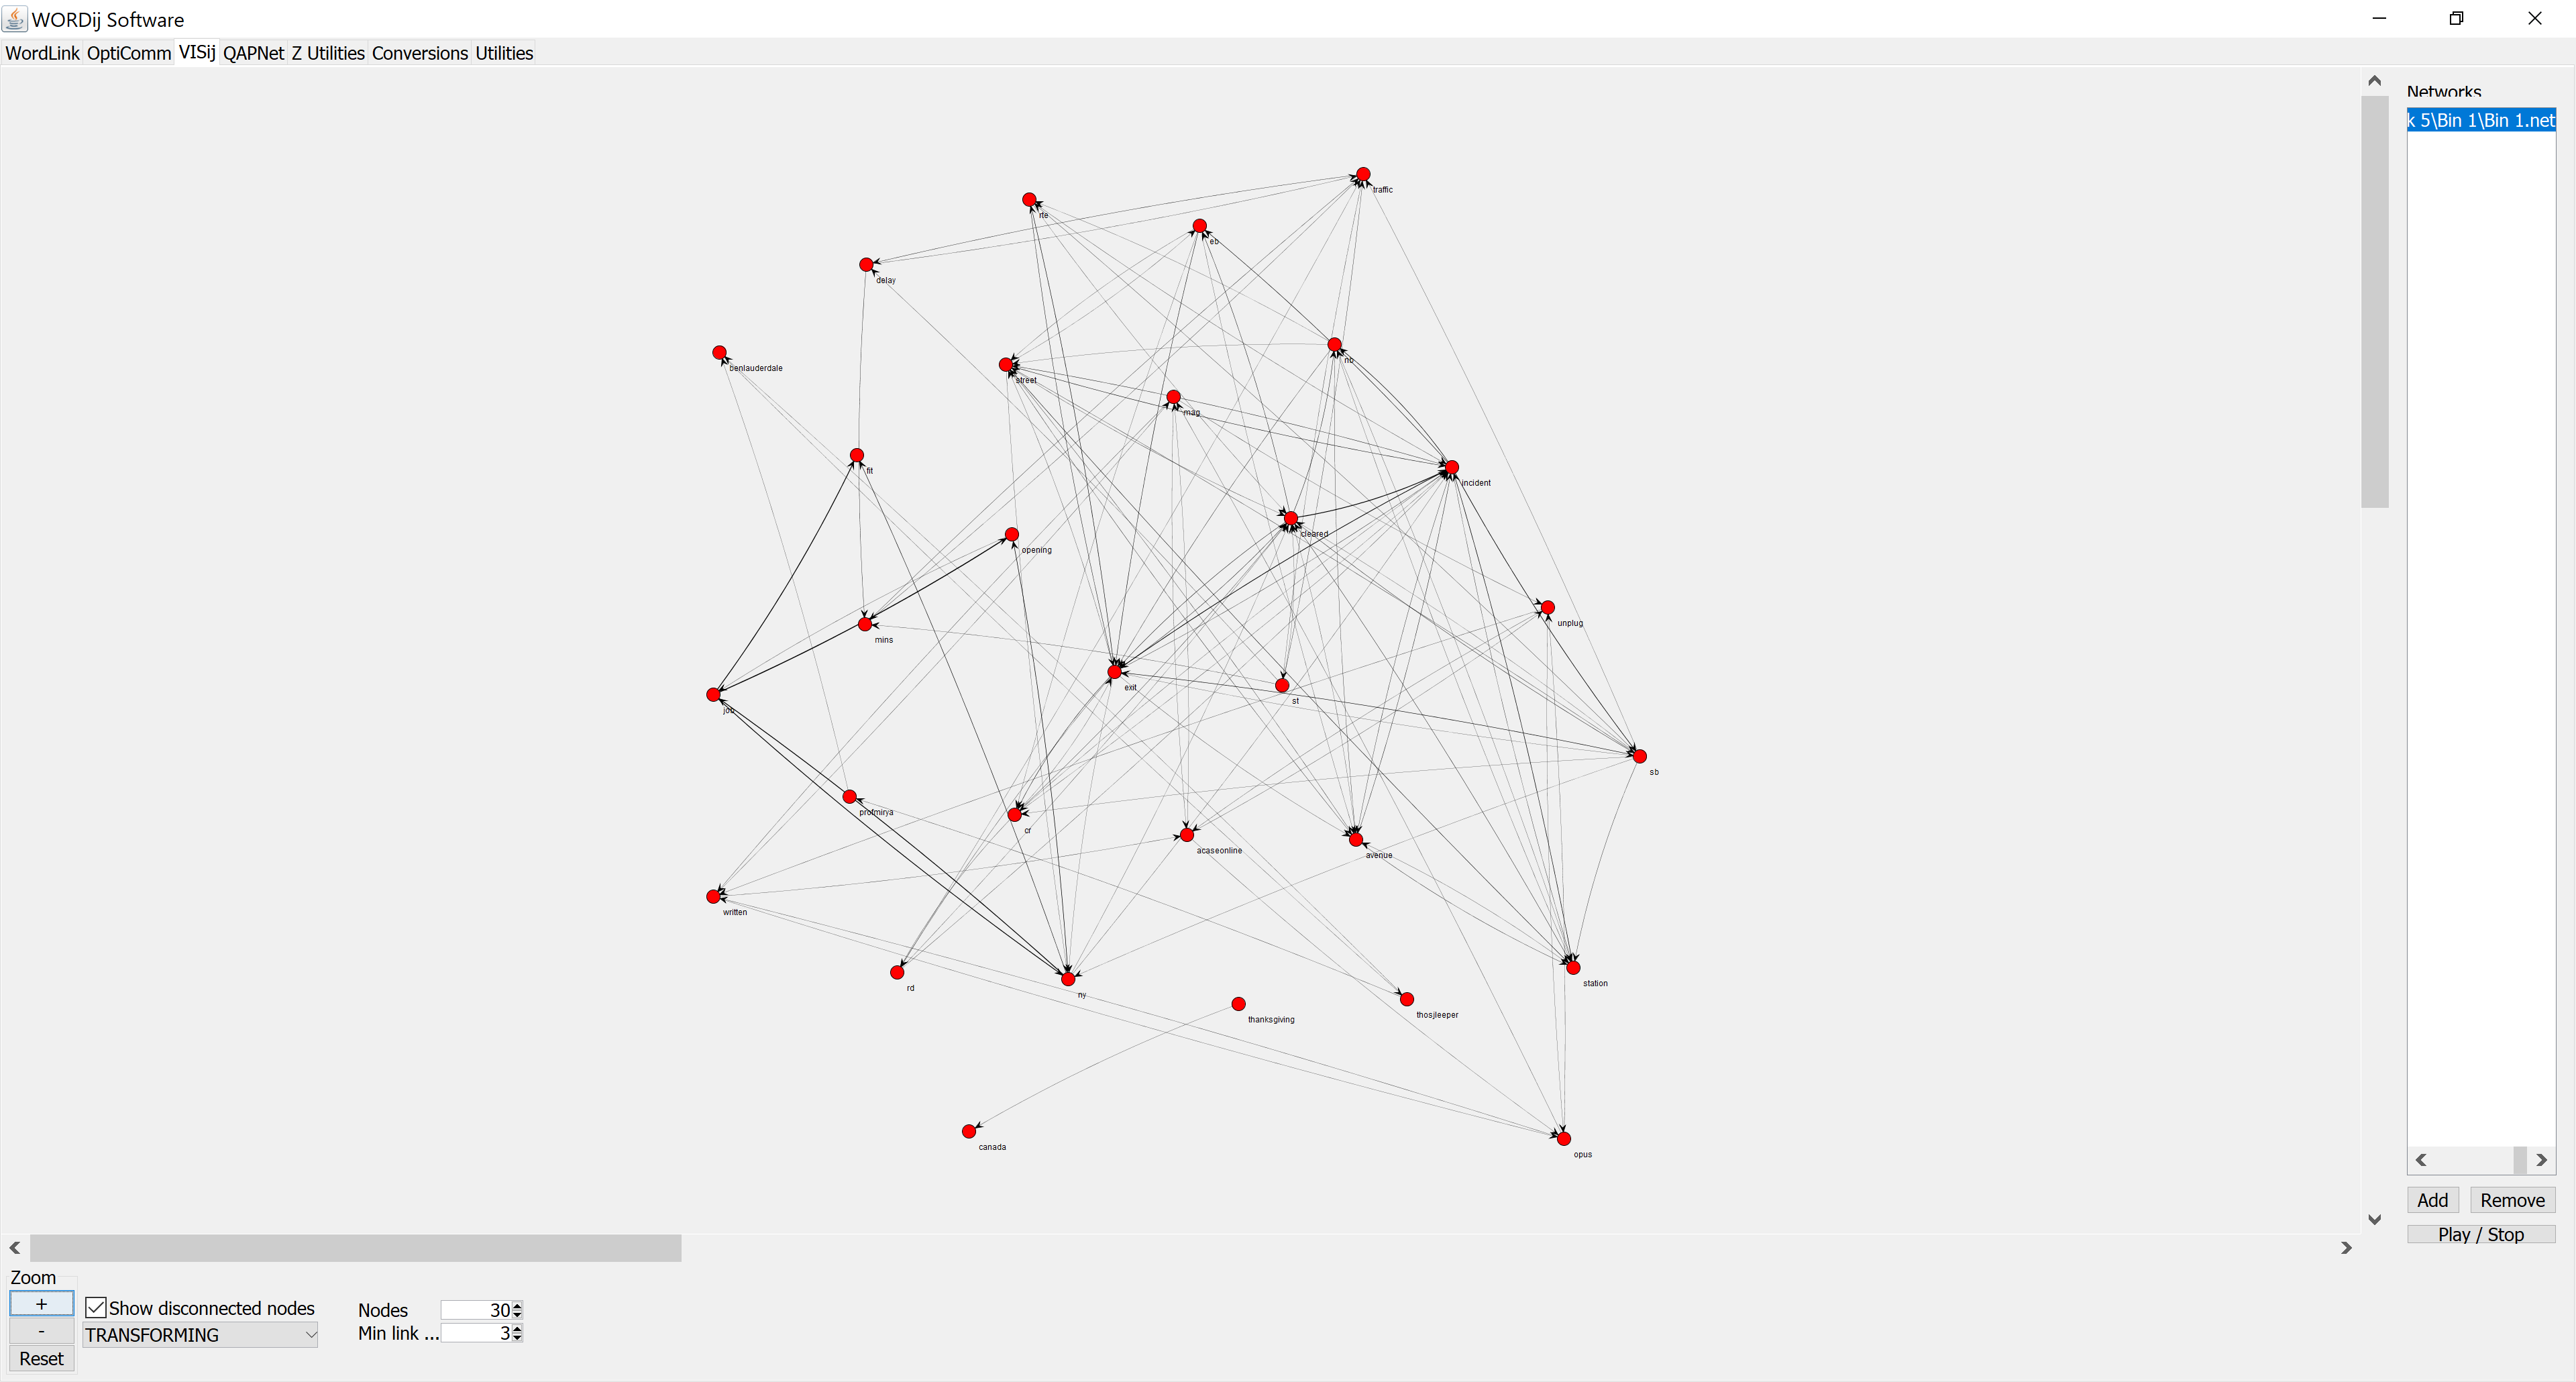 WORDij Software
WordLink OptiComm VISij QAPNet Z Utilities Conversions Utilities
Networks
k 5\Bin 1\Bin 1.net
traffic
rte
eb
delay
nb
benlauderdale
street
mag
fit
incident
cleared
opening
unplug
mins
exit
st
job
sb
profmirya
cr
acaseonline
avenue
written
station
rd
ny
thosjleeper
thanksgiving
canada
opus
Add Remove
Play / Stop
Zoom
+
Show disconnected nodes
Nodes 30
-
TRANSFORMING
Min link ... 3
Reset